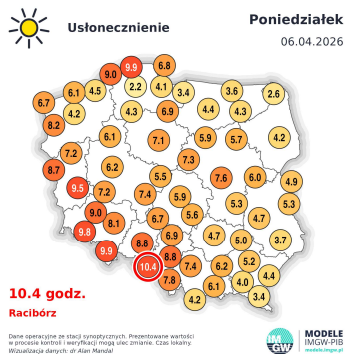 Usłonecznienie
Poniedziałek
06.04.2026
9.0 9.9 6.8
6.7 6.1 4.5 2.2 4.1 3.4 3.6 2.6
8.2 4.2 4.3 6.9 4.4 4.3
6.1 7.1 5.9 5.7 4.2
7.2 7.3
8.7 6.2 5.5 7.6 6.0 4.9
9.5 7.2 7.4 5.9 5.3 5.3
9.0 8.1 6.7 5.6 4.7
9.8 6.9 4.7 5.0 3.7
9.9 8.8 8.8 5.2
10.4 7.4 6.2 4.4
7.8 6.1 4.0 3.4
4.2
10.4 godz.
Racibórz
Dane operacyjne ze stacji synoptycznych. Prezentowane wartości
w procesie kontroli i weryfikacji mogą ulec zmianie. Czas lokalny.
Wizualizacja danych: dr Alan Mandal
IMGW
MODELE
IMGW-PIB
modele.imgw.pl